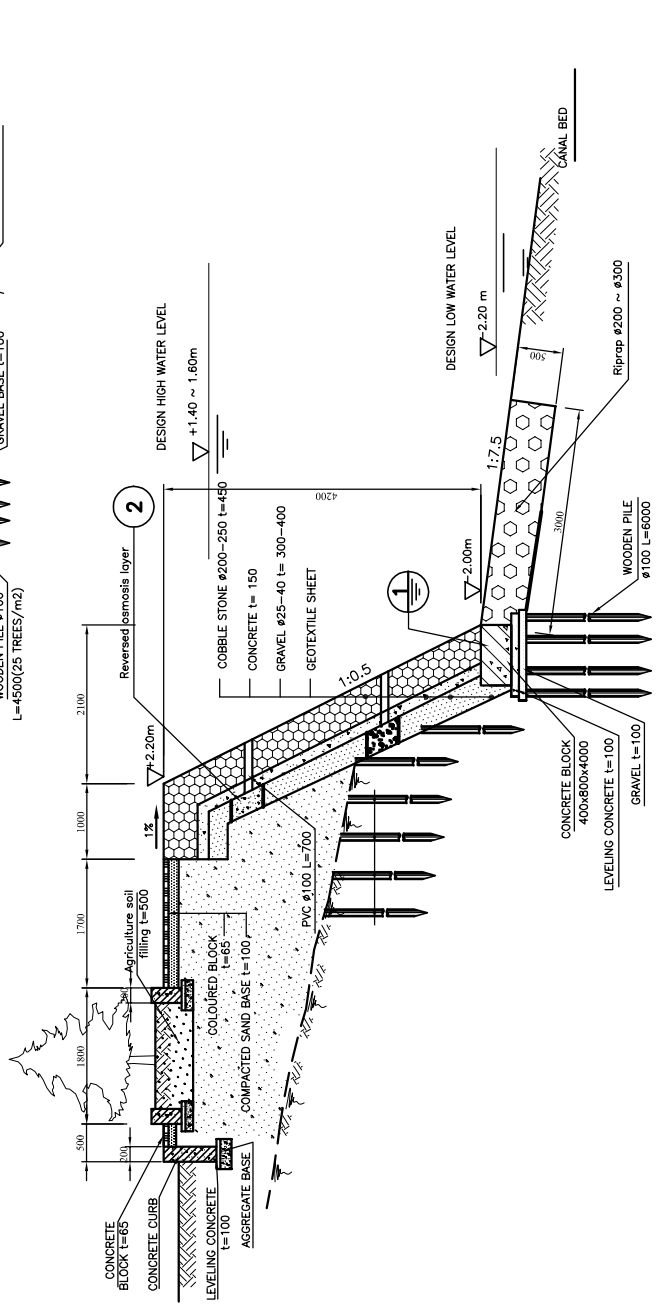 GRAVEL BASE t=100
WOODEN PILE ø100
L=4500(25 TREES/m2)
2100
1000
1700
1800
500
200
200
+2.20m
1%
2
Reversed osmosis layer
DESIGN HIGH WATER LEVEL
+1.40 ~ 1.60m
COBBLE STONE ø200-250 t=450
CONCRETE t= 150
GRAVEL ø25-40 t= 300-400
GEOTEXTILE SHEET
1:0.5
4200
DESIGN LOW WATER LEVEL
-2.20 m
-2.00m
1
1:7.5
500
3000
CANAL BED
Riprap ø200 ~ ø300
WOODEN PILE
ø100 L=6000
CONCRETE BLOCK
400x800x4000
LEVELING CONCRETE t=100
GRAVEL t=100
Agriculture soil
filling t=500
PVC ø100 L=700
COLOURED BLOCK
t=65
COMPACTED SAND BASE t=100
CONCRETE
BLOCK t=65
CONCRETE CURB
LEVELING CONCRETE
t=100
AGGREGATE BASE